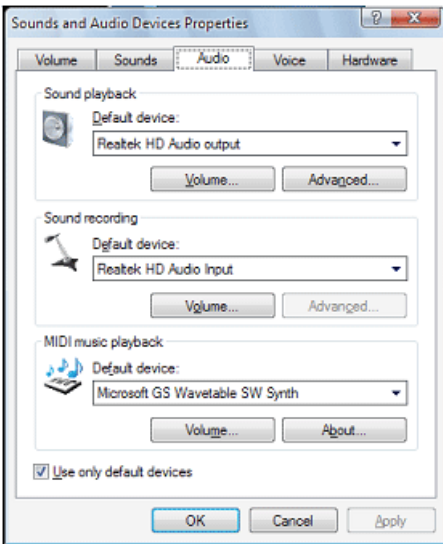 Sounds and Audio Devices Properties
?
Volume Sounds Audio Voice Hardware
Sound playback
Default device:
Realtek HD Audio output
Volume... Advanced...
Sound recording
Default device:
Realtek HD Audio Input
Volume... Advanced...
MIDI music playback
Default device:
Microsoft GS Wavetable SW Synth
Volume... About...
Use only default devices
OK Cancel Apply